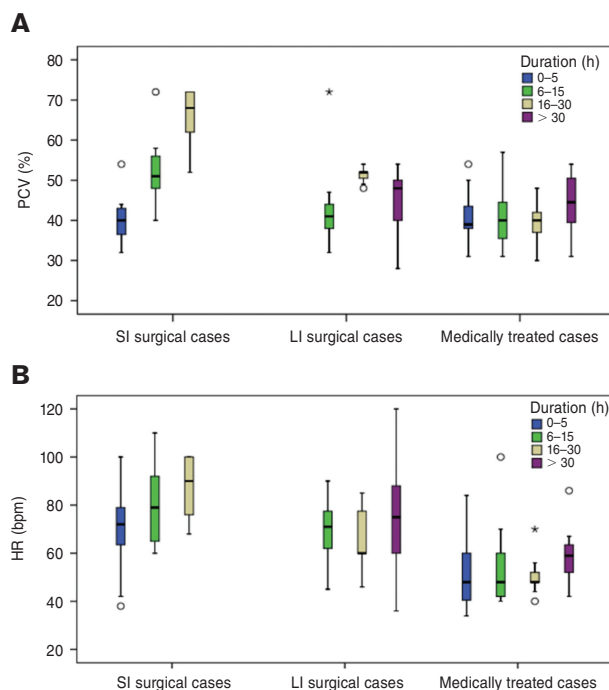 A
80
70
60
50
40
30
20
PCV (%)
Duration (h)
0–5
6–15
16–30
> 30
SI surgical cases
LI surgical cases
Medically treated cases
B
120
100
80
60
40
20
HR (bpm)
Duration (h)
0–5
6–15
16–30
> 30
SI surgical cases
LI surgical cases
Medically treated cases